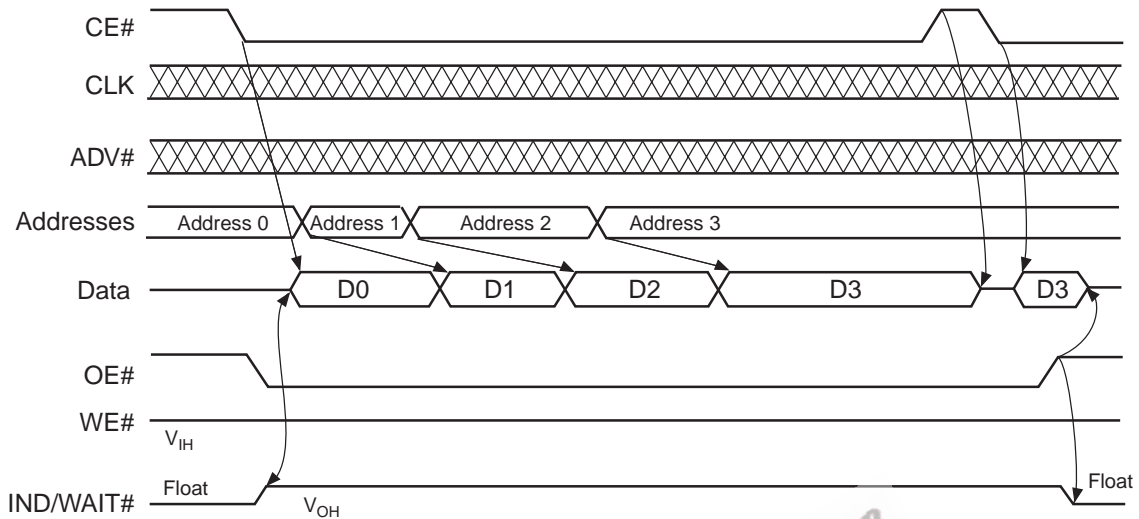 CE#
CLK
ADV#
Addresses Address 0 Address 1 Address 2 Address 3
Data D0 D1 D2 D3 D3
OE#
WE#
VIH
IND/WAIT# Float Float
VOH